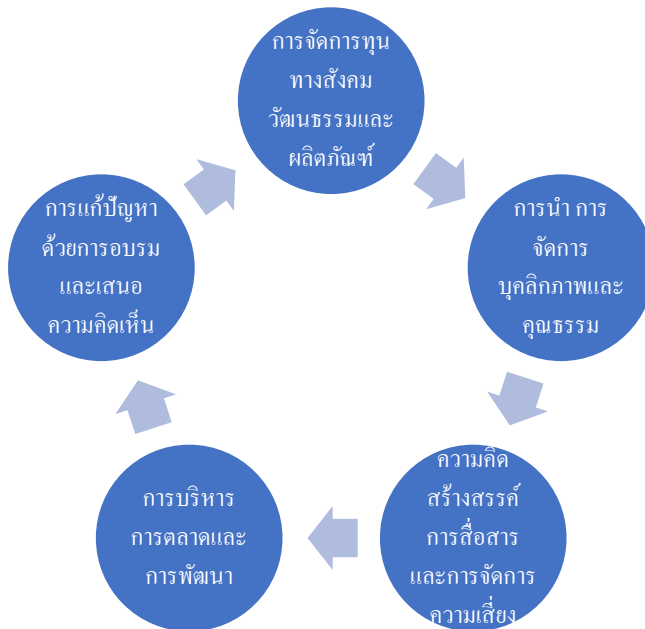 การจัดการทุน
ทางสังคม
วัฒนธรรมและ
ผลิตภัณฑ์
การนำ การ
จัดการ
บุคลิกภาพและ
คุณธรรม
ความคิด
สร้างสรรค์
การสื่อสาร
และการจัดการ
ความเสี่ยง
การบริหาร
การตลาดและ
การพัฒนา
การแก้ปัญหา
ด้วยการอบรม
และเสนอ
ความคิดเห็น